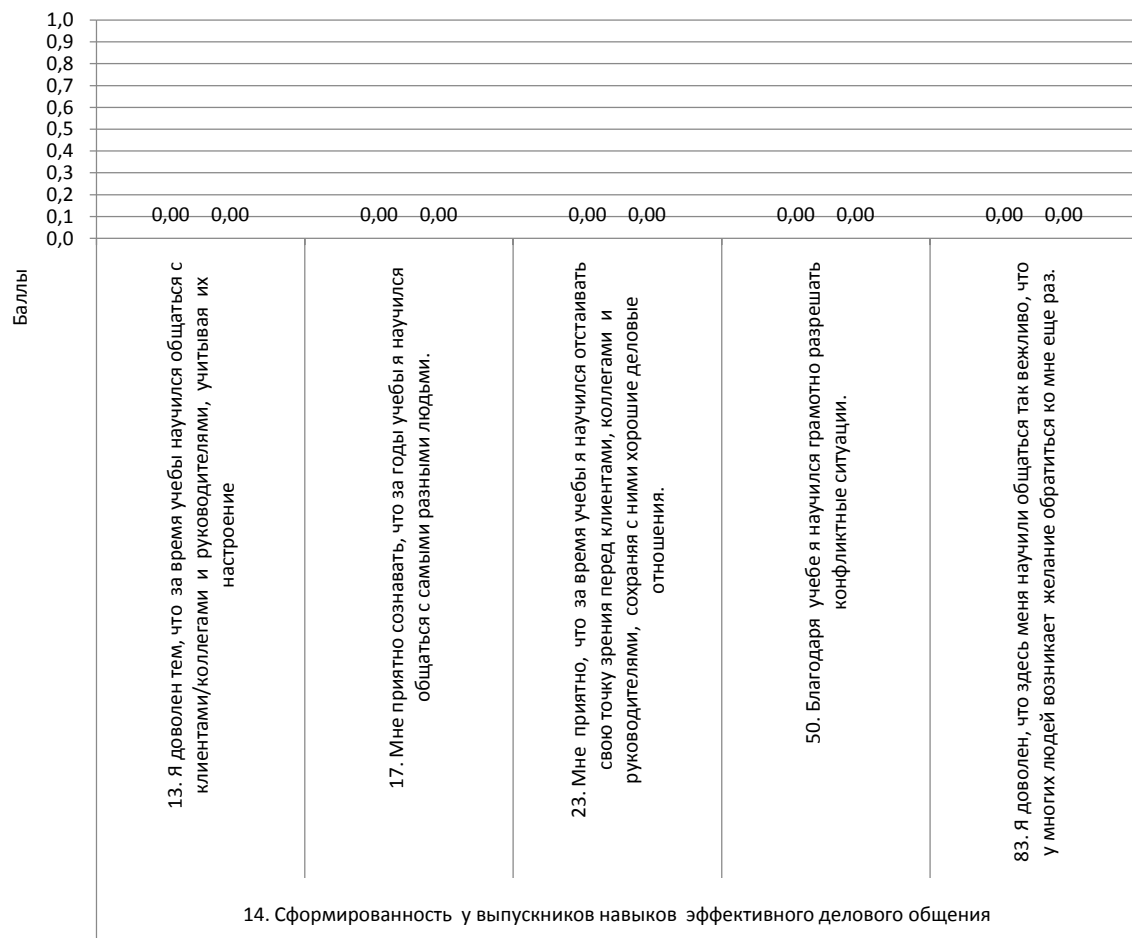 1,0
0,9
0,8
0,7
0,6
0,5
0,4
0,3
0,2
0,1
0,0
0,00 0,00 0,00 0,00 0,00 0,00 0,00 0,00 0,00 0,00
Баллы
13. Я доволен тем, что за время учебы научился общаться с
клиентами/коллегами и руководителями, учитывая их
настроение
17. Мне приятно сознавать, что за годы учебы я научился
общаться с самыми разными людьми.
23. Мне приятно, что за время учебы я научился отстаивать
свою точку зрения перед клиентами, коллегами и
руководителями, сохраняя с ними хорошие деловые
отношения.
50. Благодаря учебе я научился грамотно разрешать
конфликтные ситуации.
83. Я доволен, что здесь меня научили общаться так вежливо, что
у многих людей возникает желание обратиться ко мне еще раз.
14. Сформированность у выпускников навыков эффективного делового общения